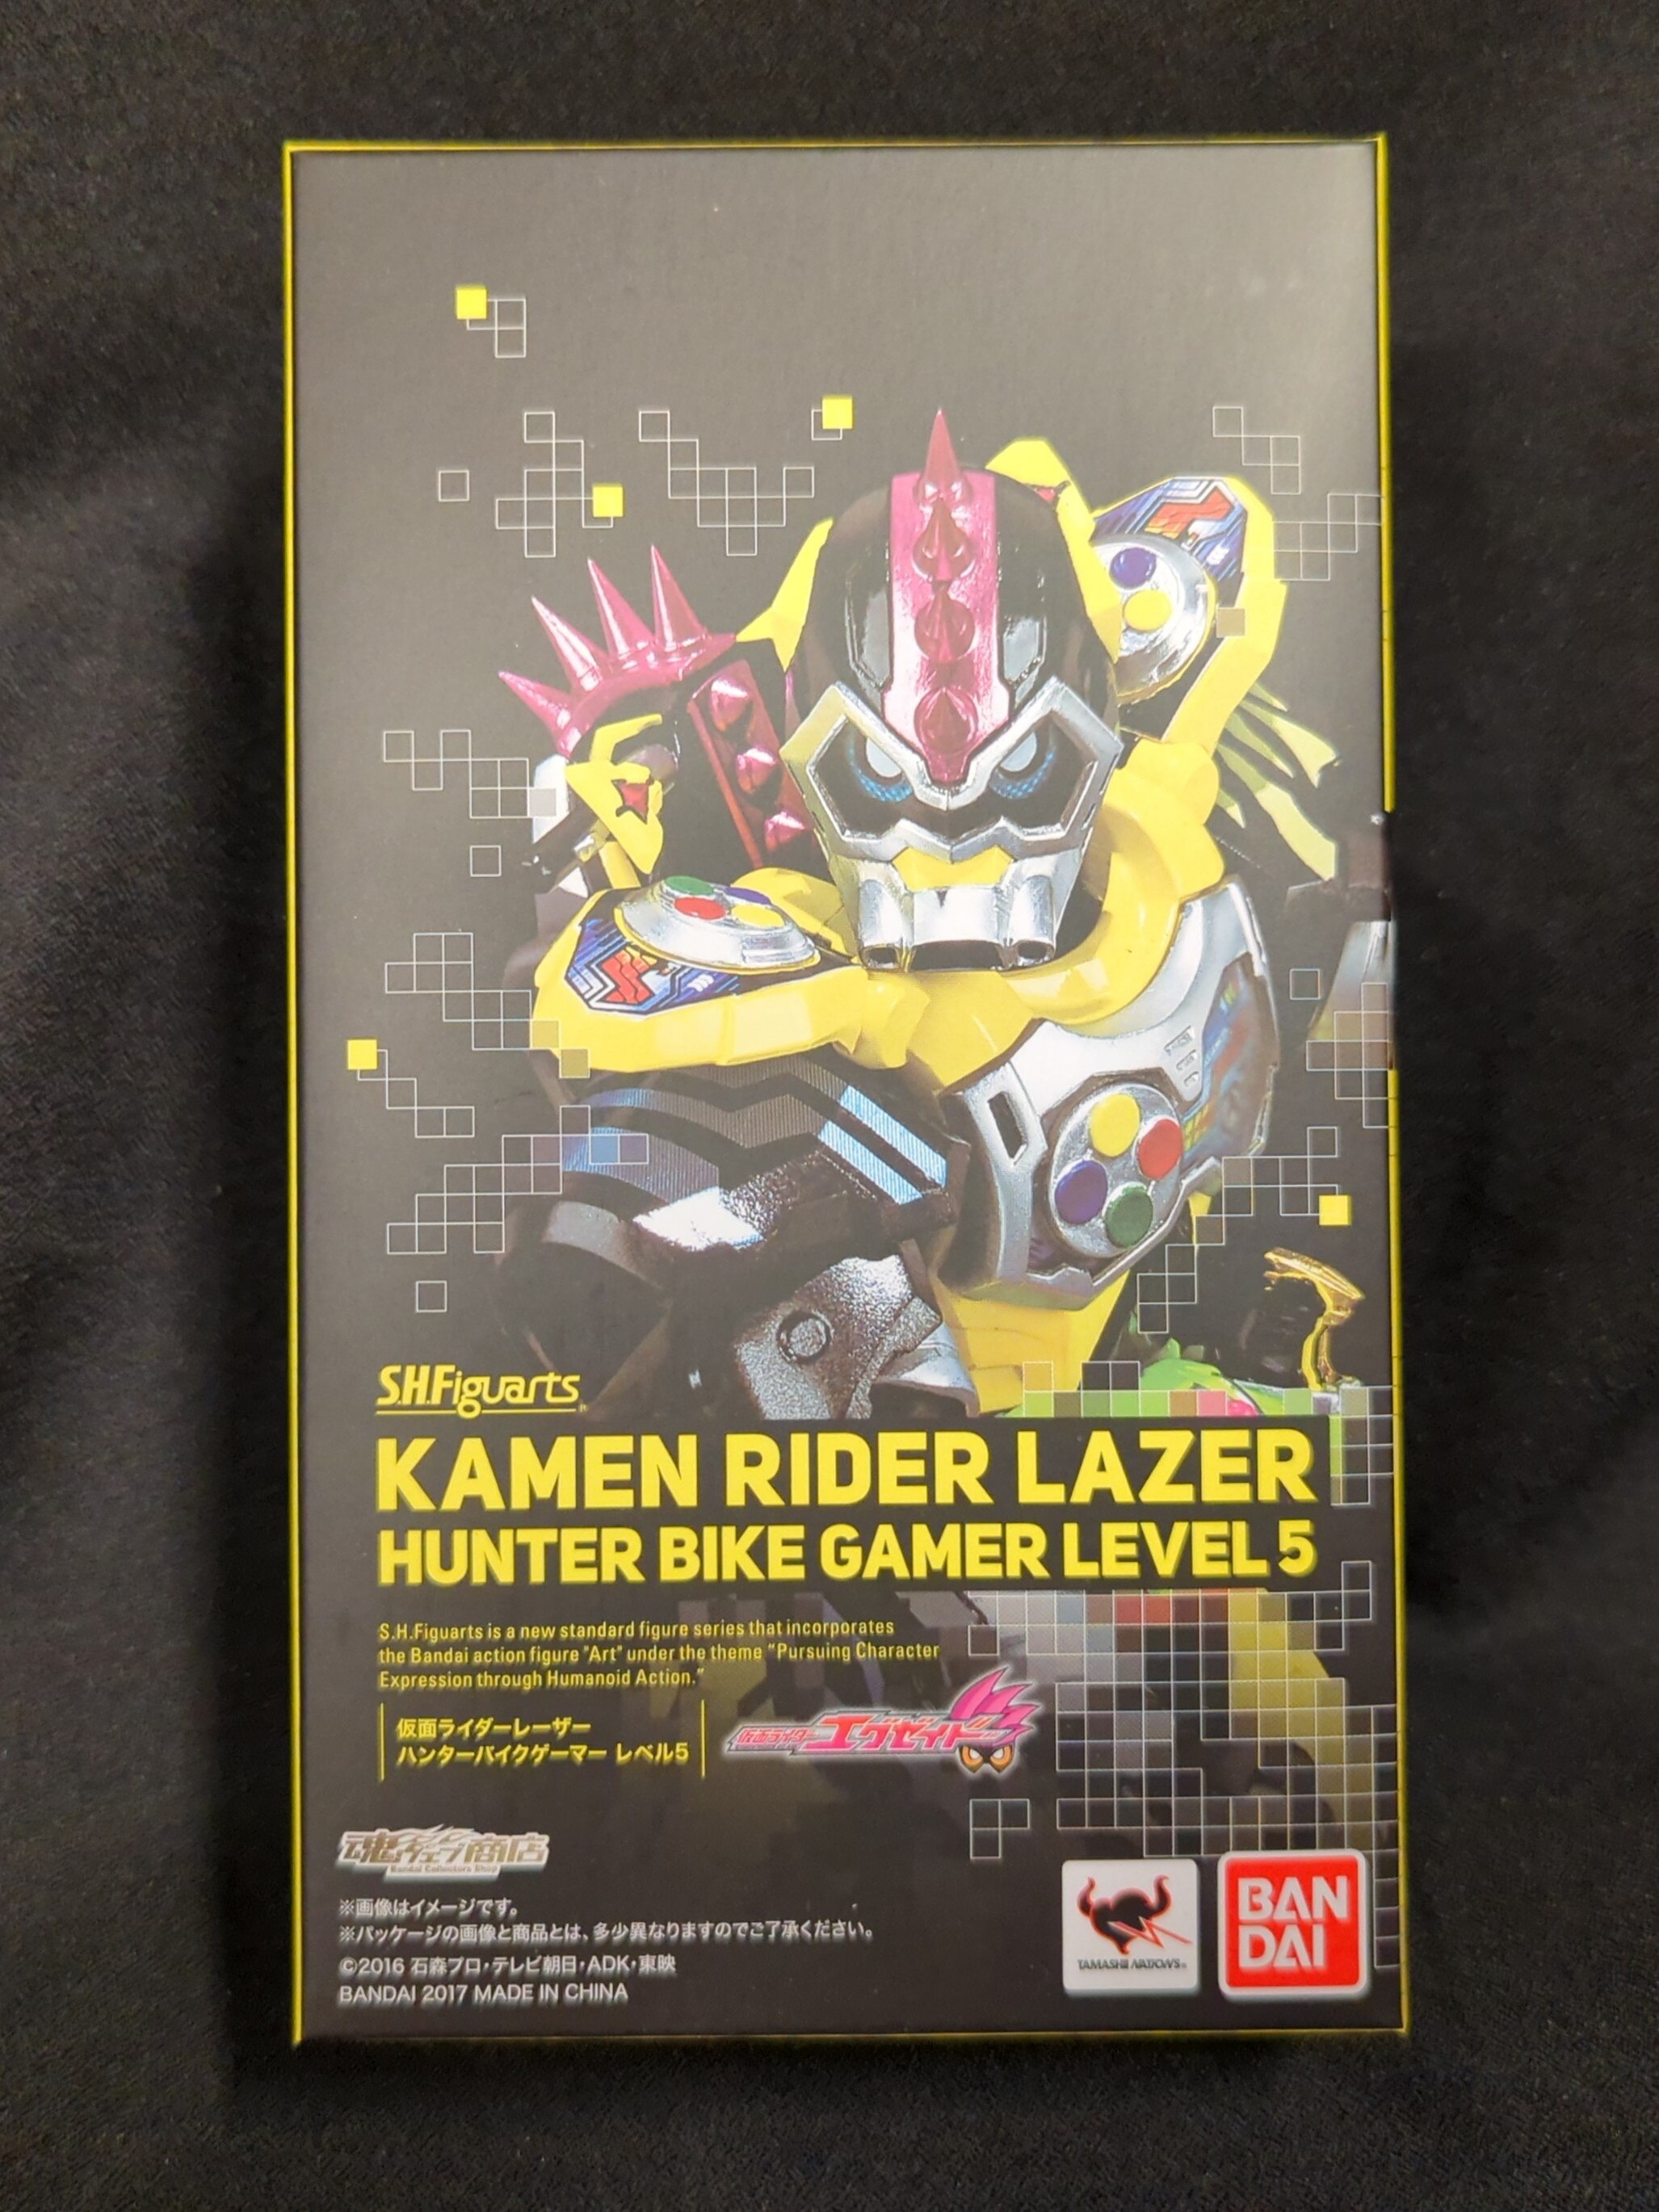 S.H.Figuarts
KAMEN RIDER LAZER
HUNTER BIKE GAMER LEVEL 5
S.H.Figuarts is a new standard figure series that incorporates
the Bandai action figure "Art" under the theme "Pursuing Character
Expression through Humanoid Action."
仮面ライダーレーザー
ハンターバイクゲーマー レベル5
仮面ライダーエグゼイド
魂ウェブ商店
Bandai Collectors Shop
※画像はイメージです。
※パッケージの画像と商品とは、多少異なりますのでご了承ください。
©2016 石森プロ・テレビ朝日・ADK・東映
BANDAI 2017 MADE IN CHINA
TAMASHII NATIONS
BAN
DAI